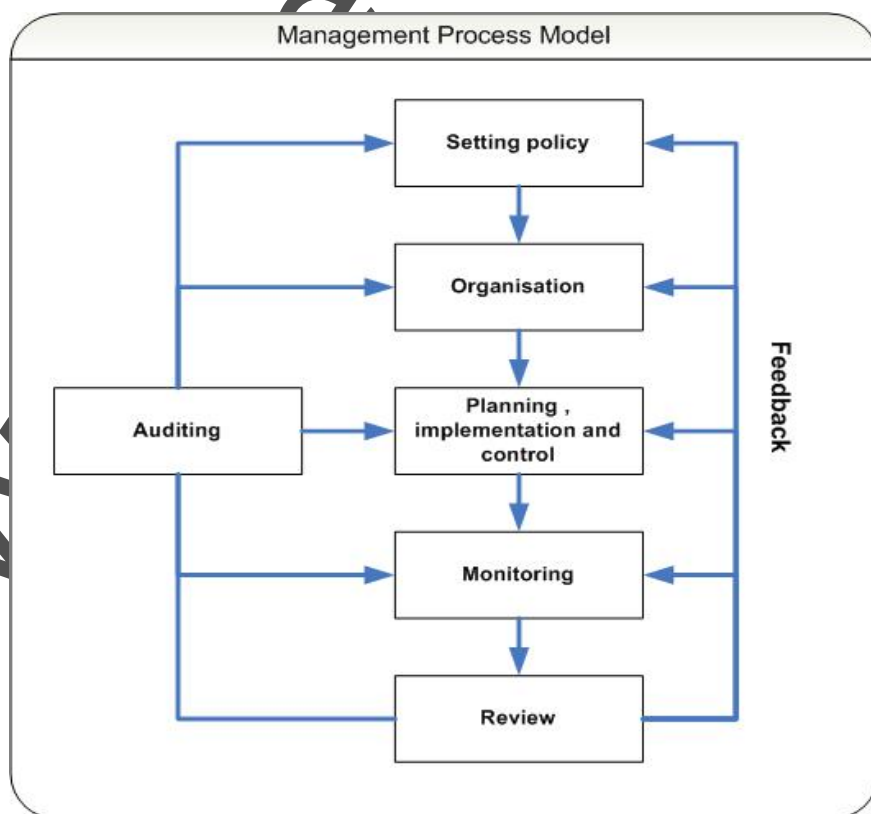 Management Process Model
Setting policy
Organisation
Auditing
Planning ,
implementation and
control
Feedback
Monitoring
Review